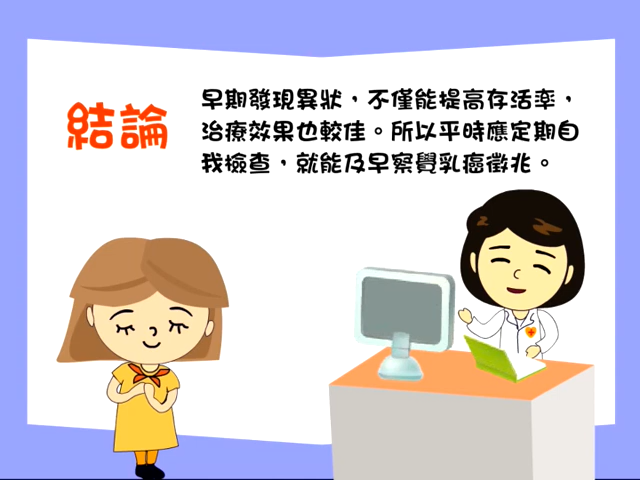 結論
早期發現異狀，不僅能提高存活率，
治療效果也較佳。所以平時應定期自
我檢查，就能及早察覺乳癌徵兆。